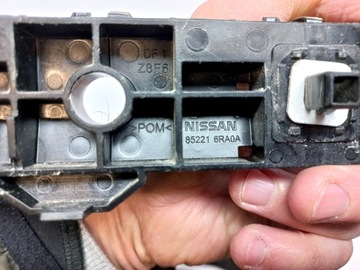 DF1
Z8F6
>POM<
NISSAN
85221 6RA0A